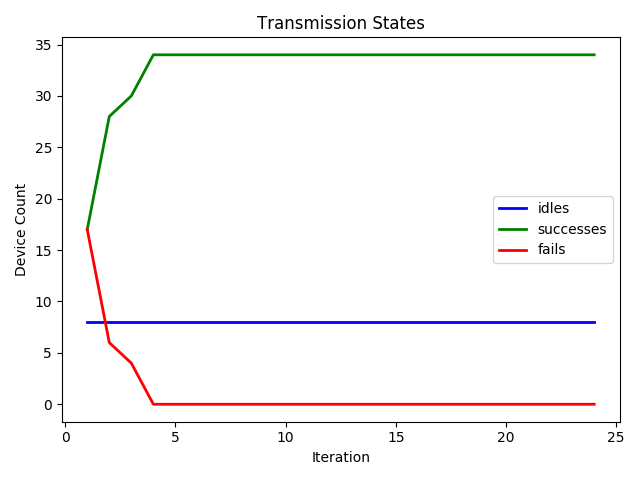 Transmission States
Device Count
35
30
25
20
15
10
5
0
idles
successes
fails
0 5 10 15 20 25
Iteration